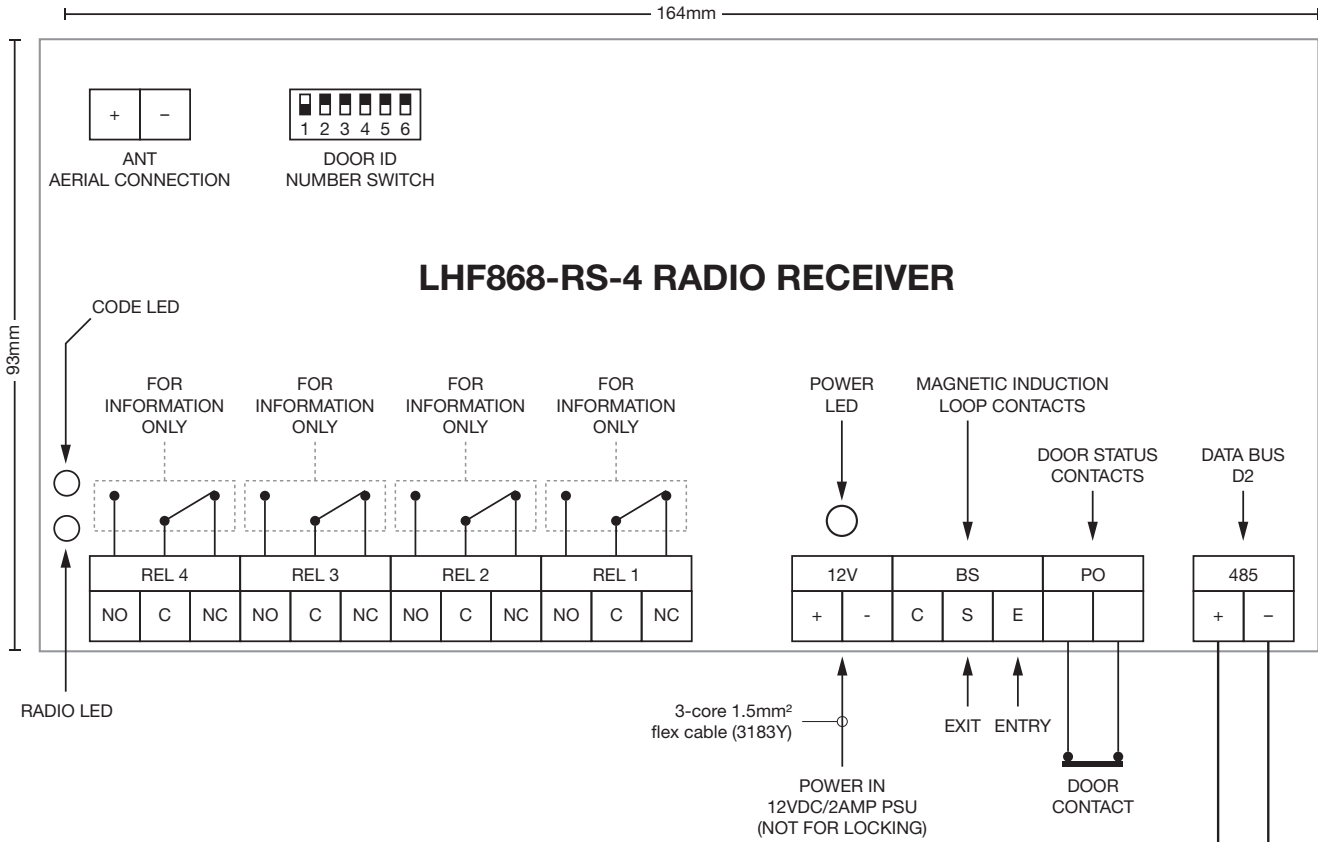 164mm
93mm
+ −
ANT
AERIAL CONNECTION
1 2 3 4 5 6
DOOR ID
NUMBER SWITCH
LHF868-RS-4 RADIO RECEIVER
CODE LED
FOR
INFORMATION
ONLY
FOR
INFORMATION
ONLY
FOR
INFORMATION
ONLY
FOR
INFORMATION
ONLY
POWER
LED
MAGNETIC INDUCTION
LOOP CONTACTS
DOOR STATUS
CONTACTS
DATA BUS
D2
REL 4 REL 3 REL 2 REL 1
NO C NC NO C NC NO C NC NO C NC
12V BS PO
+ - C S E
485
+ −
RADIO LED
3-core 1.5mm²
flex cable (3183Y)
EXIT ENTRY
POWER IN
12VDC/2AMP PSU
(NOT FOR LOCKING)
DOOR
CONTACT